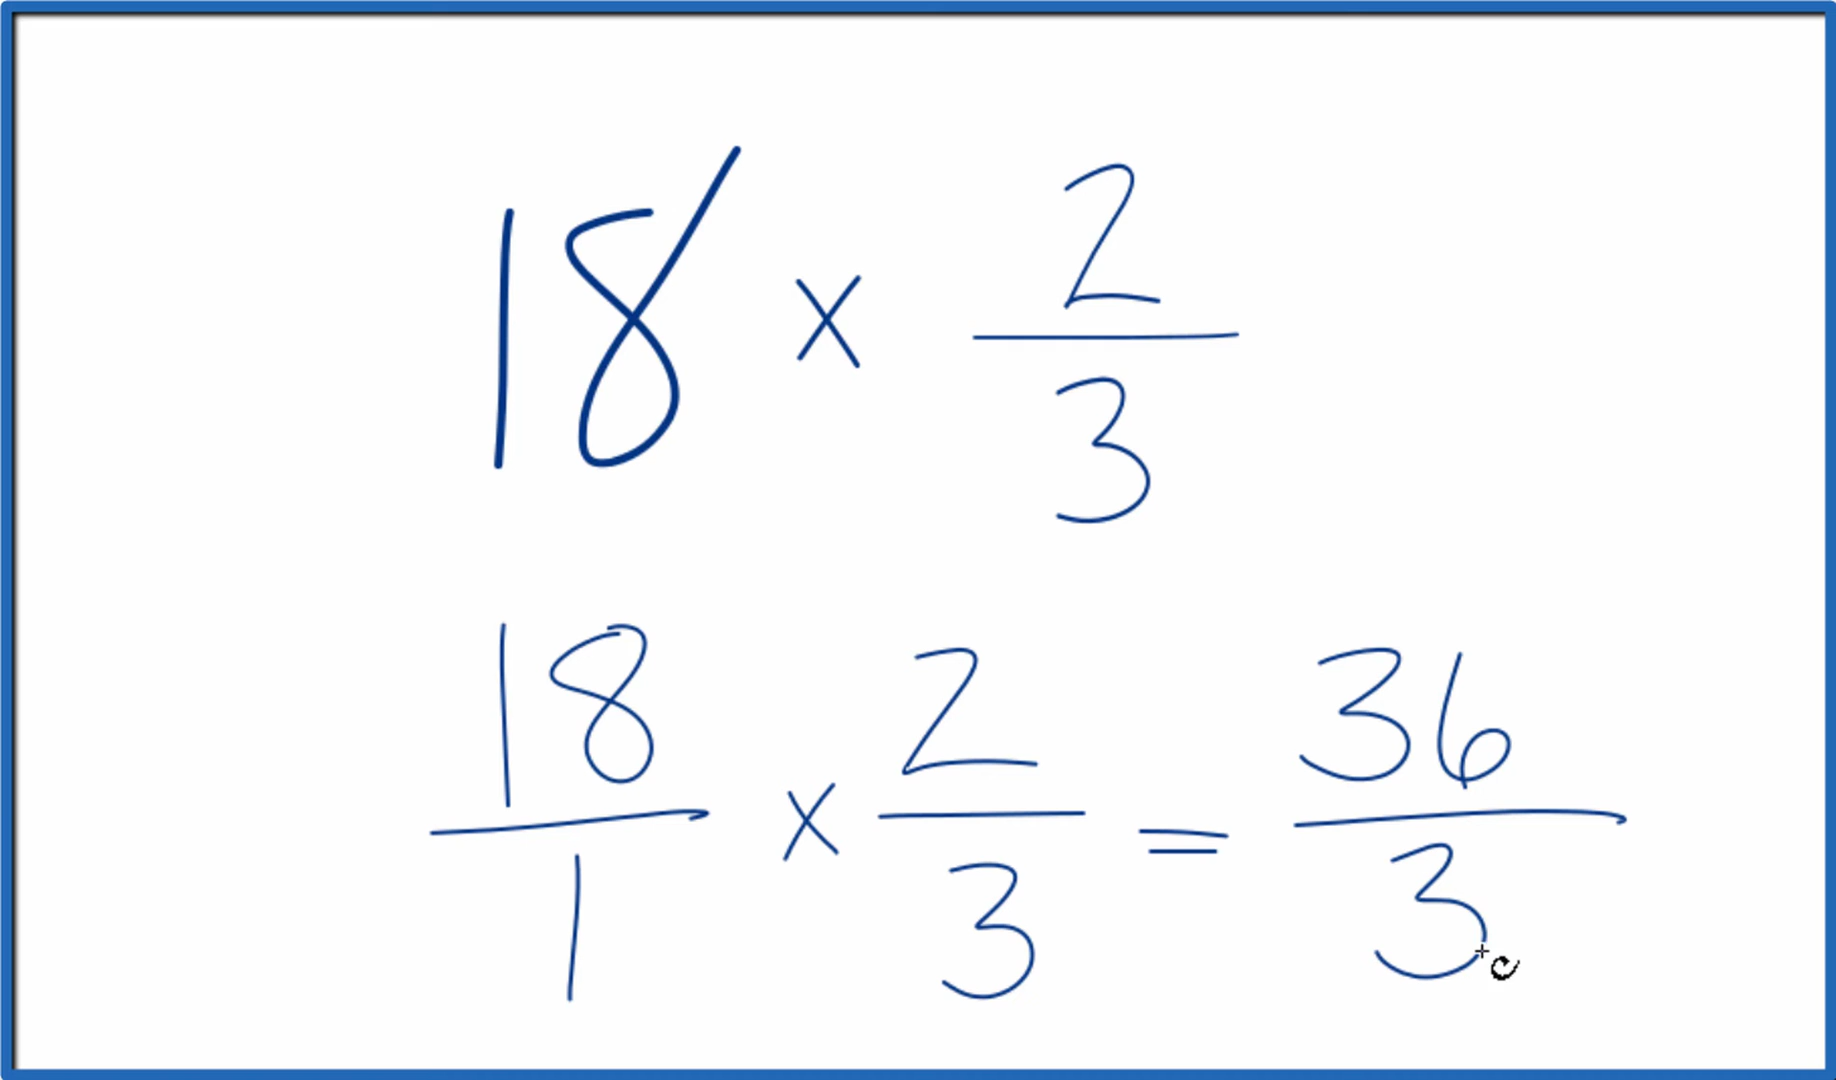 18 × 2/3
18/1 × 2/3 = 36/3